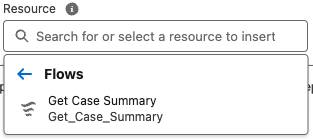 Resource
Search for or select a resource to insert
Flows
Get Case Summary
Get_Case_Summary